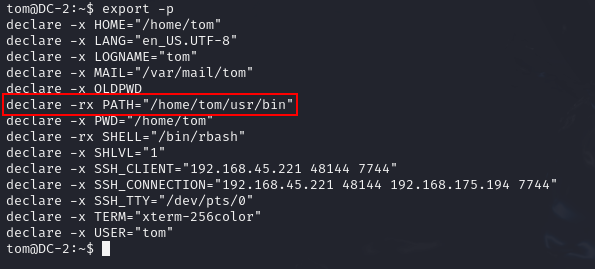 tom@DC-2:~$ export -p
declare -x HOME="/home/tom"
declare -x LANG="en_US.UTF-8"
declare -x LOGNAME="tom"
declare -x MAIL="/var/mail/tom"
declare -x OLDPWD
declare -rx PATH="/home/tom/usr/bin"
declare -x PWD="/home/tom"
declare -rx SHELL="/bin/rbash"
declare -x SHLVL="1"
declare -x SSH_CLIENT="192.168.45.221 48144 7744"
declare -x SSH_CONNECTION="192.168.45.221 48144 192.168.175.194 7744"
declare -x SSH_TTY="/dev/pts/0"
declare -x TERM="xterm-256color"
declare -x USER="tom"
tom@DC-2:~$